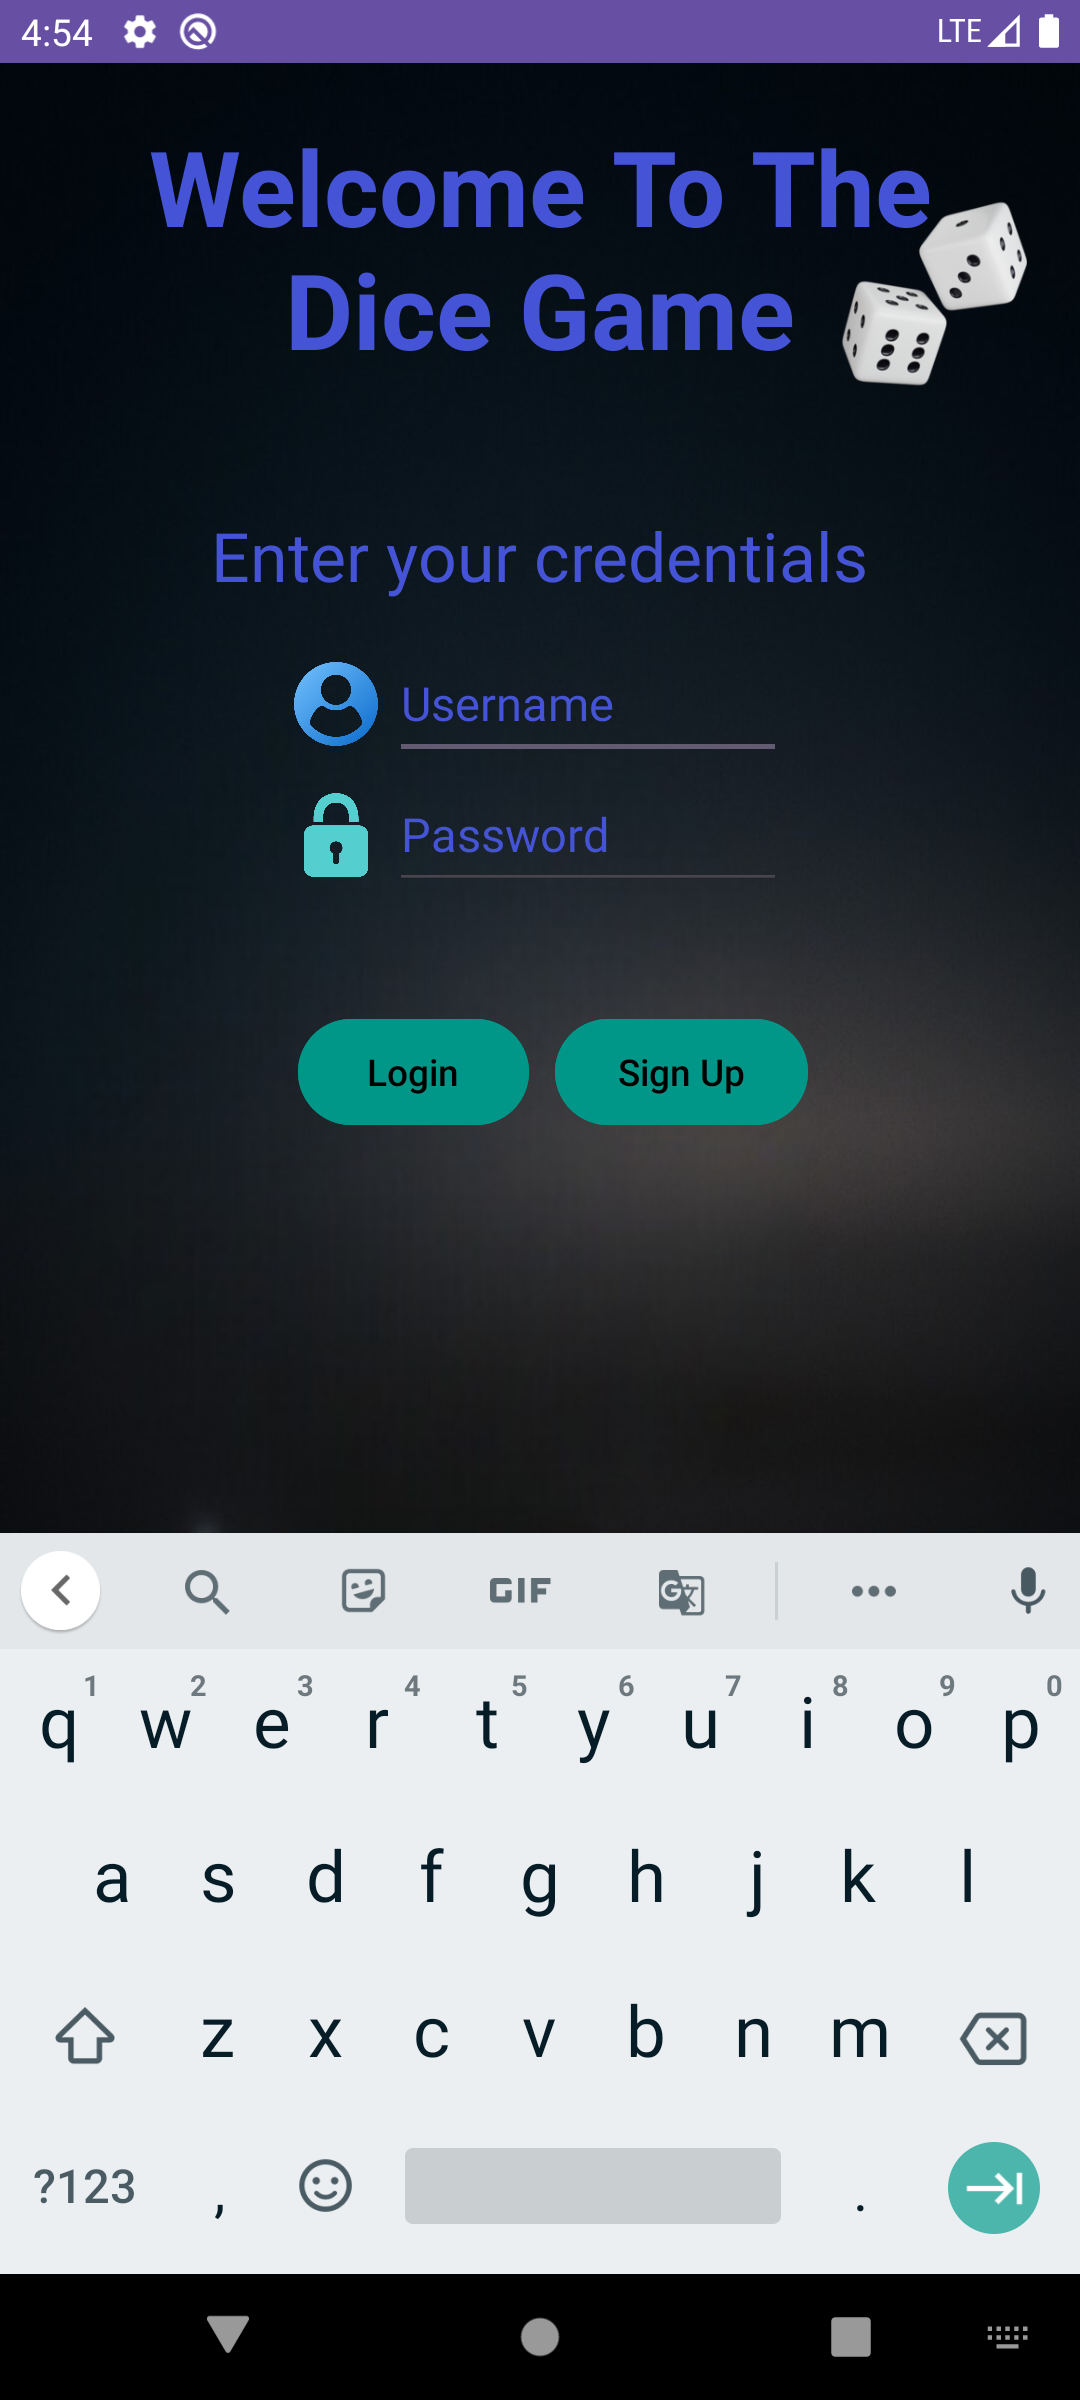 4:54 LTE
Welcome To The
Dice Game
Enter your credentials
Username
Password
Login Sign Up
GIF G
1 2 3 4 5 6 7 8 9 0
q w e r t y u i o p
a s d f g h j k l
z x c v b n m
?123 , .